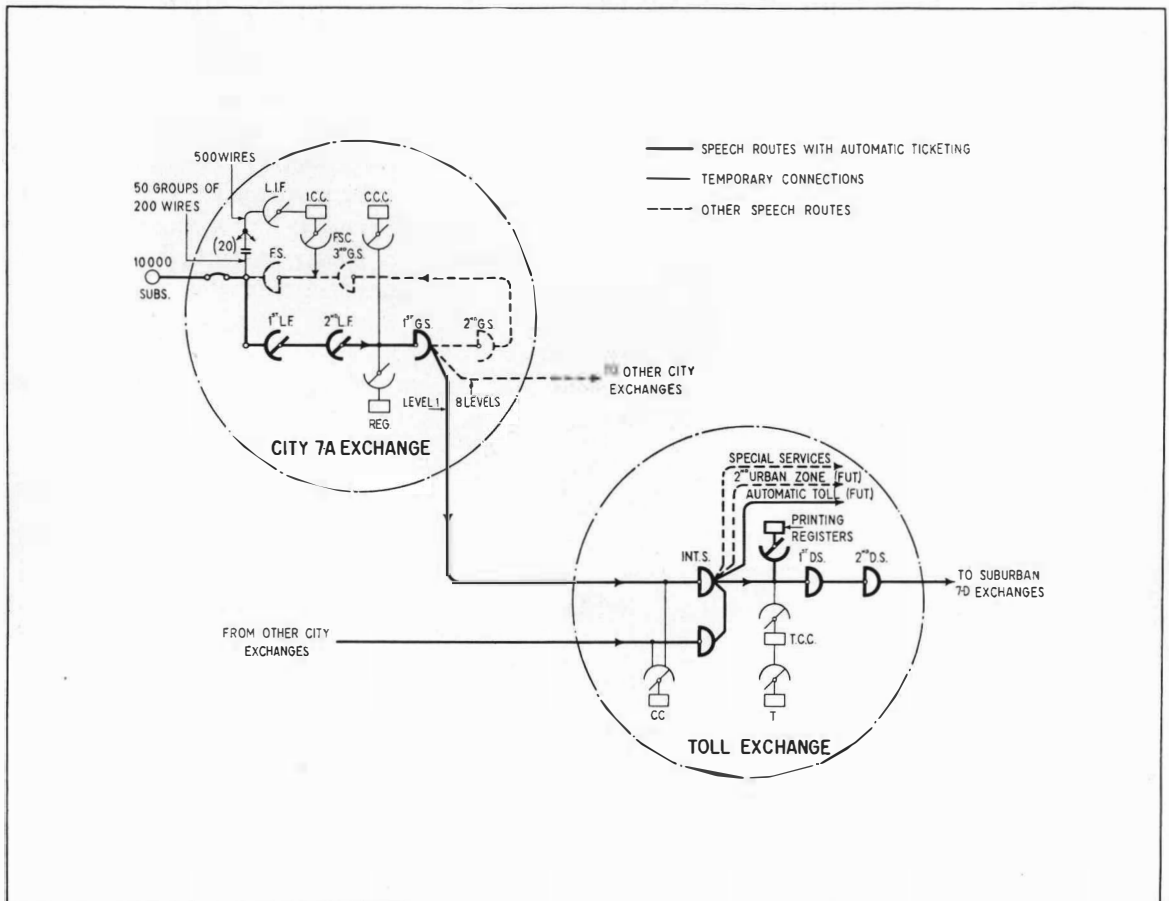 SPEECH ROUTES WITH AUTOMATIC TICKETING
TEMPORARY CONNECTIONS
OTHER SPEECH ROUTES
500 WIRES
50 GROUPS OF
200 WIRES
L.I.F.
I.C.C.
C.C.C.
(20)
F.S.C.
F.S.
3RD G.S.
10000
SUBS.
1ST L.F.
2ND L.F.
1ST G.S.
2ND G.S.
TO OTHER CITY
EXCHANGES
LEVEL 1
8 LEVELS
REG.
CITY 7-A EXCHANGE
SPECIAL SERVICES
2ND URBAN ZONE (FUT.)
AUTOMATIC TOLL (FUT.)
PRINTING
REGISTERS
INT.S.
1ST D.S.
2ND D.S.
TO SUBURBAN
7-D EXCHANGES
FROM OTHER CITY
EXCHANGES
T.C.C.
CC
T
TOLL EXCHANGE